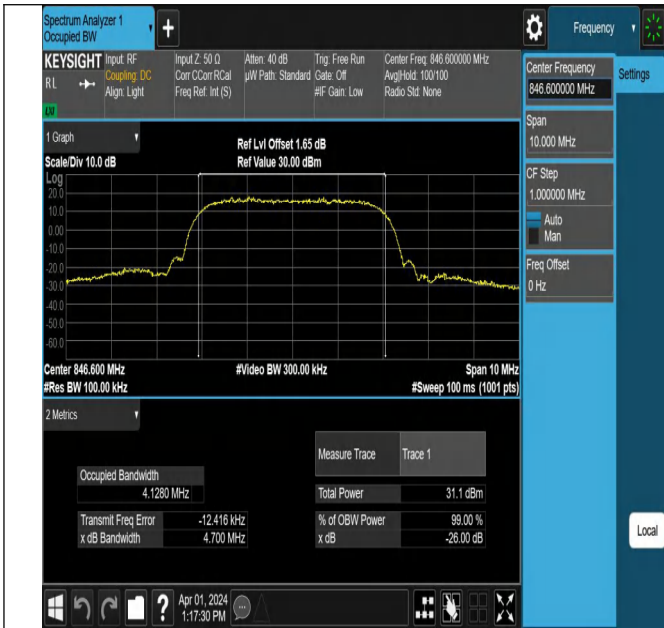 Spectrum Analyzer 1
Occupied BW
Frequency
KEYSIGHT
RL
LXI
Input: RF
Coupling: DC
Align: Light
Input Z: 50 Ω
Corr CCorr RCal
Freq Ref: Int (S)
Atten: 40 dB
µW Path: Standard
Trig: Free Run
Gate: Off
#IF Gain: Low
Center Freq: 846.600000 MHz
Avg|Hold: 100/100
Radio Std: None
Center Frequency
846.600000 MHz
Settings
Span
10.000 MHz
CF Step
1.000000 MHz
Auto
Man
Freq Offset
0 Hz
Local
1 Graph
Scale/Div 10.0 dB
Ref Lvl Offset 1.65 dB
Ref Value 30.00 dBm
Log
20.0
10.0
0.00
-10.0
-20.0
-30.0
-40.0
-50.0
-60.0
Center 846.600 MHz
#Video BW 300.00 kHz
Span 10 MHz
#Res BW 100.00 kHz
#Sweep 100 ms (1001 pts)
2 Metrics
Measure Trace
Trace 1
Occupied Bandwidth
4.1280 MHz
Total Power
31.1 dBm
Transmit Freq Error
-12.416 kHz
% of OBW Power
99.00 %
x dB Bandwidth
4.700 MHz
x dB
-26.00 dB
Apr 01, 2024
1:17:30 PM